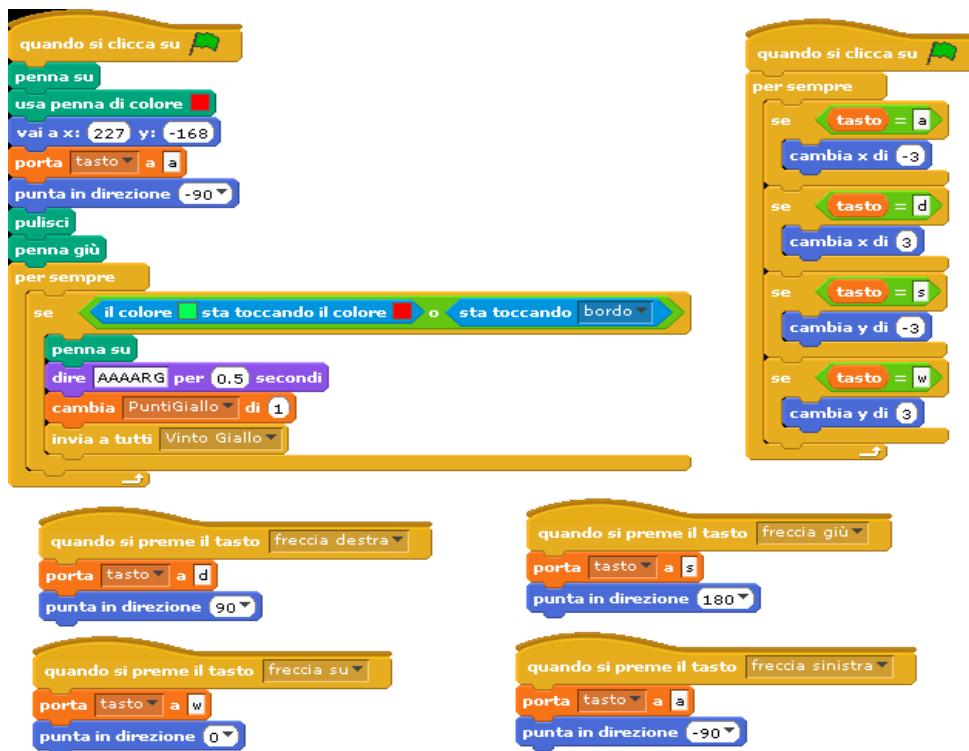 quando si clicca su
penna su
usa penna di colore
vai a x: 227 y: -168
porta tasto a a
punta in direzione -90
pulisci
penna giù
per sempre
se il colore sta toccando il colore o sta toccando bordo
penna su
dire AAAARG per 0.5 secondi
cambia PuntiGiallo di 1
invia a tutti Vinto Giallo
quando si clicca su
per sempre
se tasto = a
cambia x di -3
se tasto = d
cambia x di 3
se tasto = s
cambia y di -3
se tasto = w
cambia y di 3
quando si preme il tasto freccia destra
porta tasto a d
punta in direzione 90
quando si preme il tasto freccia giù
porta tasto a s
punta in direzione 180
quando si preme il tasto freccia su
porta tasto a w
punta in direzione 0
quando si preme il tasto freccia sinistra
porta tasto a a
punta in direzione -90